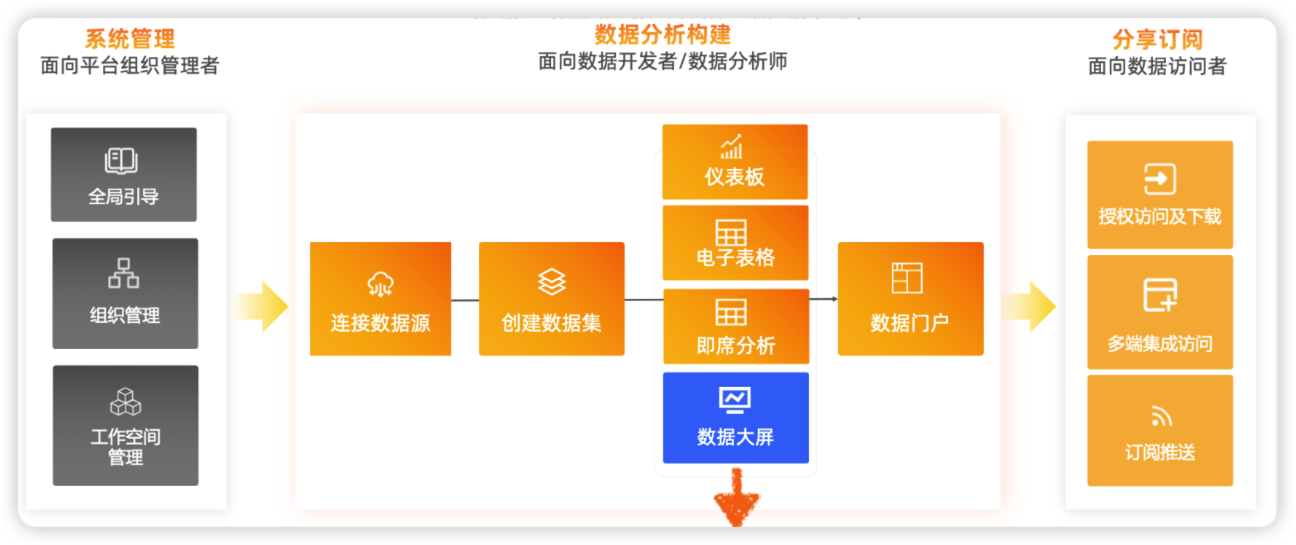 系统管理
面向平台组织管理者
全局引导
组织管理
工作空间
管理
数据分析构建
面向数据开发者/数据分析师
连接数据源
创建数据集
仪表板
电子表格
即席分析
数据大屏
数据门户
分享订阅
面向数据访问者
授权访问及下载
多端集成访问
订阅推送